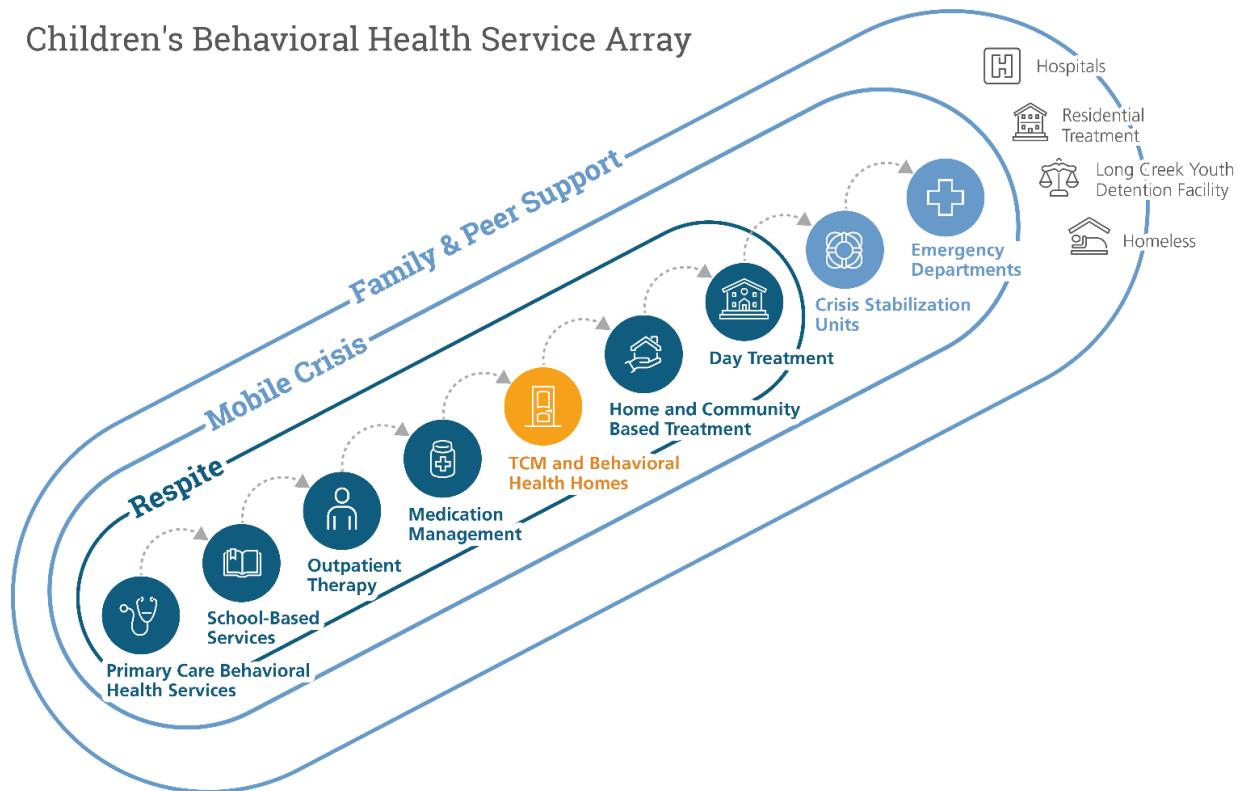 Children's Behavioral Health Service Array
Hospitals
Residential
Treatment
Long Creek Youth
Detention Facility
Homeless
Family & Peer Support
Mobile Crisis
Respite
Emergency
Departments
Crisis Stabilization
Units
Day Treatment
Home and Community
Based Treatment
TCM and Behavioral
Health Homes
Medication
Management
Outpatient
Therapy
School-Based
Services
Primary Care Behavioral
Health Services